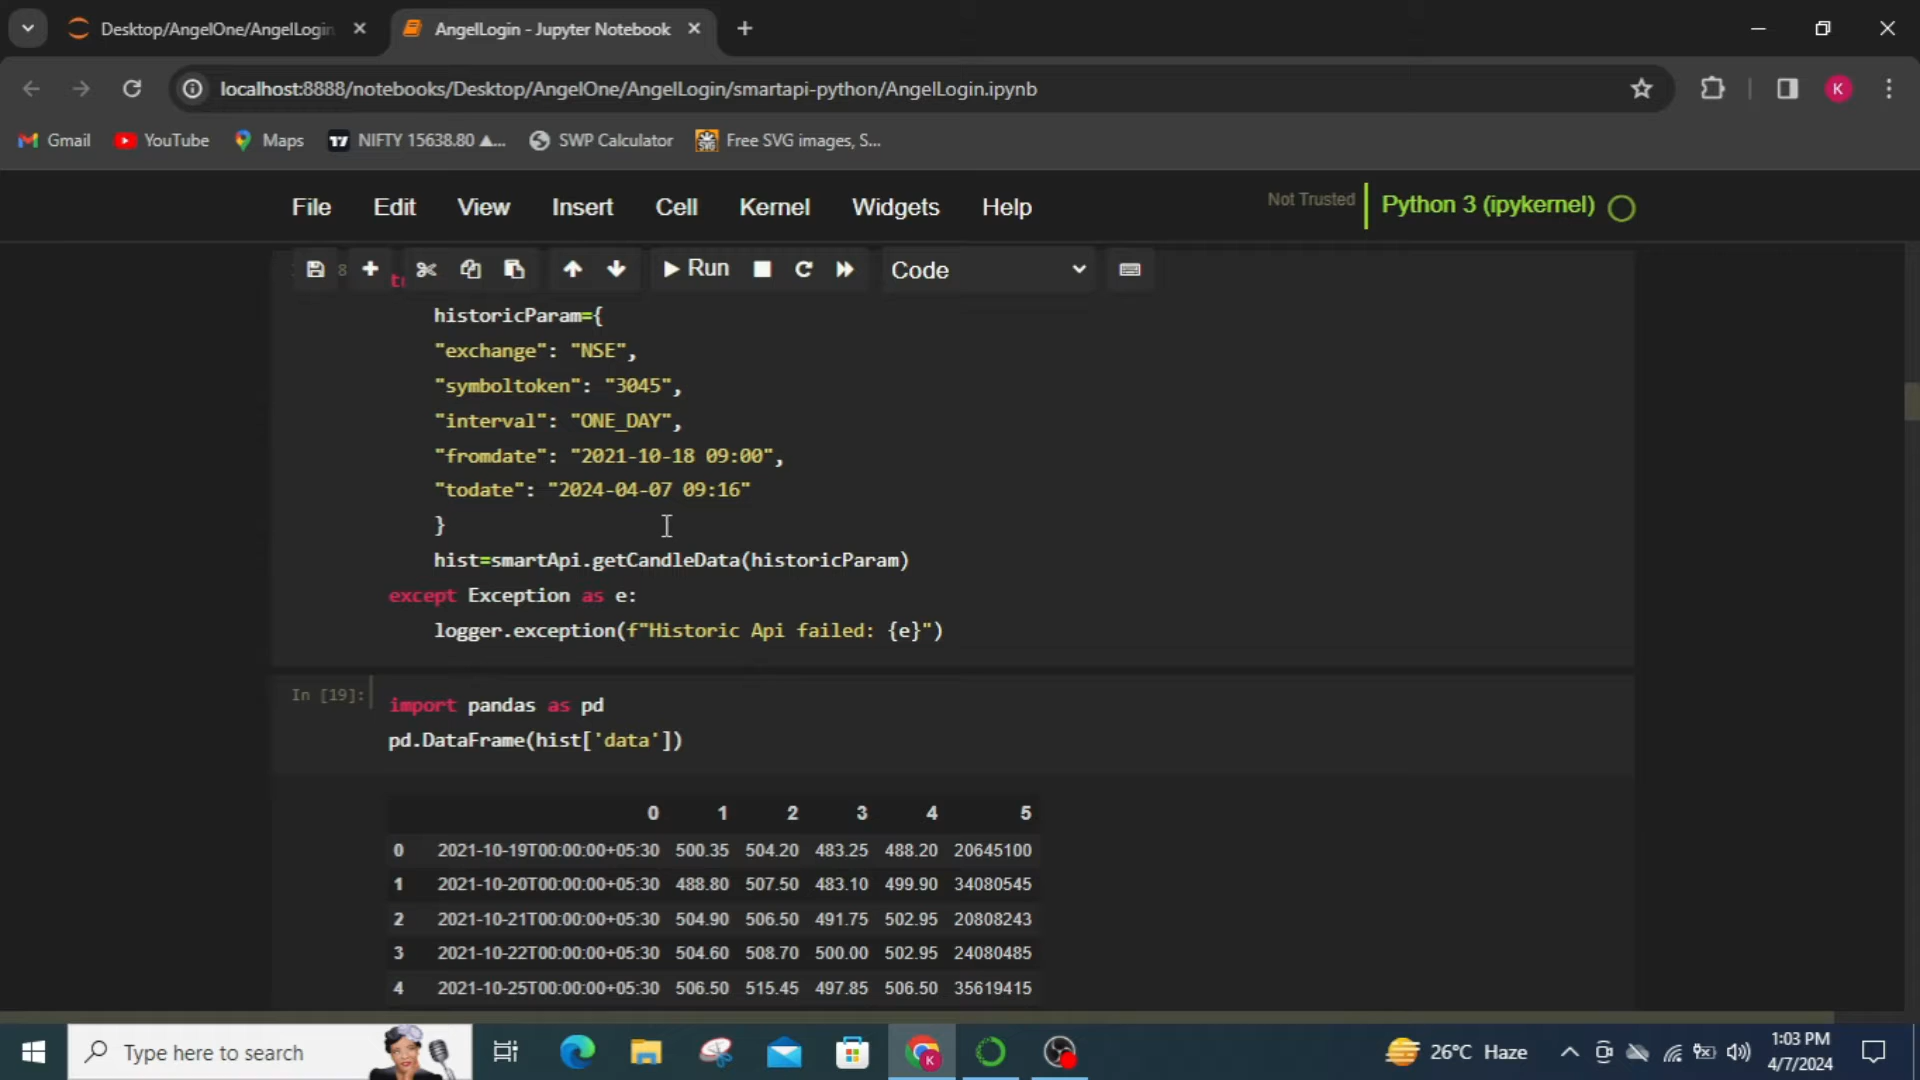 Desktop/AngelOne/AngelLogin
AngelLogin - Jupyter Notebook
localhost:8888/notebooks/Desktop/AngelOne/AngelLogin/smartapi-python/AngelLogin.ipynb
K
Gmail
YouTube
Maps
NIFTY 15638.80 ▲...
SWP Calculator
Free SVG images, S...
File Edit View Insert Cell Kernel Widgets Help
Not Trusted
Python 3 (ipykernel)
Run
Code
historicParam={
"exchange": "NSE",
"symboltoken": "3045",
"interval": "ONE_DAY",
"fromdate": "2021-10-18 09:00",
"todate": "2024-04-07 09:16"
}
hist=smartApi.getCandleData(historicParam)
except Exception as e:
logger.exception(f"Historic Api failed: {e}")
In [19]:
import pandas as pd
pd.DataFrame(hist['data'])
0 1 2 3 4 5
0 2021-10-19T00:00:00+05:30 500.35 504.20 483.25 488.20 20645100
1 2021-10-20T00:00:00+05:30 488.80 507.50 483.10 499.90 34080545
2 2021-10-21T00:00:00+05:30 504.90 506.50 491.75 502.95 20808243
3 2021-10-22T00:00:00+05:30 504.60 508.70 500.00 502.95 24080485
4 2021-10-25T00:00:00+05:30 506.50 515.45 497.85 506.50 35619415
Type here to search
26°C Haze
1:03 PM
4/7/2024